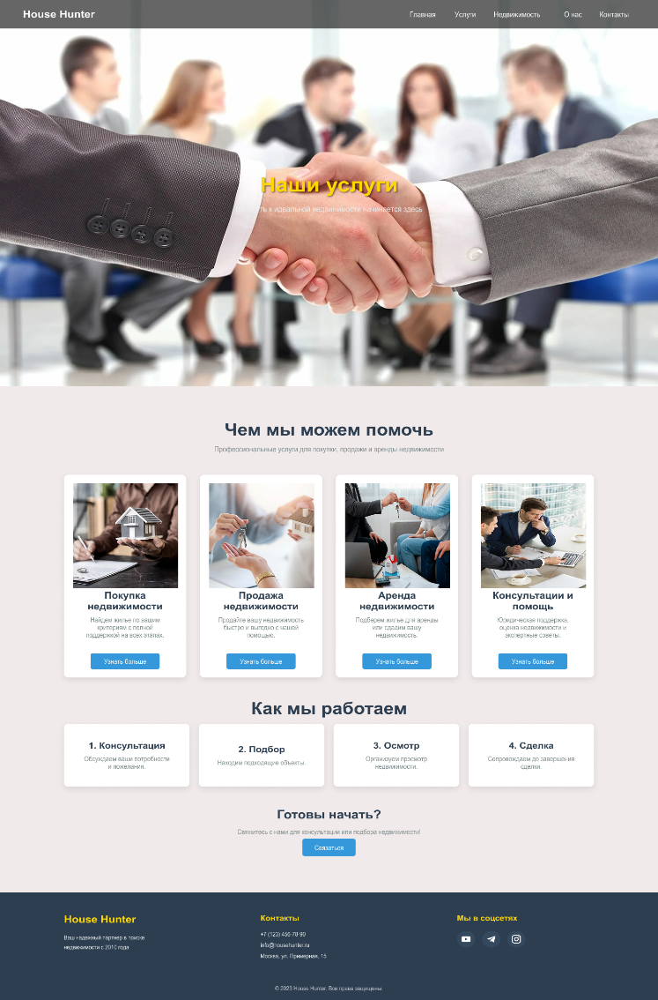 House Hunter
Главная Услуги Недвижимость О нас Контакты
Наши услуги
к идеальной недвижимости начинается здесь
Чем мы можем помочь
Профессиональные услуги для покупки, продажи и аренды недвижимости
Покупка
недвижимости
Найдем жилье по вашим
критериям с полной
поддержкой на всех этапах.
Узнать больше
Продажа
недвижимости
Продайте вашу недвижимость
быстро и выгодно с нашей
помощью.
Узнать больше
Аренда
недвижимости
Подберем жилье для аренды
или сдадим вашу
недвижимость.
Узнать больше
Консультации и
помощь
Юридическая поддержка,
оценка недвижимости и
экспертные советы.
Узнать больше
Как мы работаем
1. Консультация
Обсуждаем ваши потребности
и пожелания.
2. Подбор
Находим подходящие объекты.
3. Осмотр
Организуем просмотр
недвижимости.
4. Сделка
Сопровождаем до завершения
сделки.
Готовы начать?
Свяжитесь с нами для консультации или подбора недвижимости!
Связаться
House Hunter
Ваш надежный партнер в поиске
недвижимости с 2010 года
Контакты
+7 (123) 456-78-90
info@househunter.ru
Москва, ул. Примерная, 15
Мы в соцсетях
© 2023 House Hunter. Все права защищены.